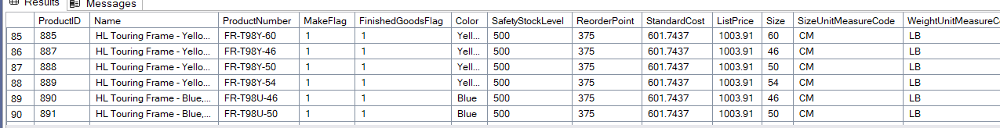 Results Messages
ProductID Name ProductNumber MakeFlag FinishedGoodsFlag Color SafetyStockLevel ReorderPoint StandardCost ListPrice Size SizeUnitMeasureCode WeightUnitMeasureC
85 885 HL Touring Frame - Yello... FR-T98Y-60 1 1 Yell... 500 375 601.7437 1003.91 60 CM LB
86 887 HL Touring Frame - Yello... FR-T98Y-46 1 1 Yell... 500 375 601.7437 1003.91 46 CM LB
87 888 HL Touring Frame - Yello... FR-T98Y-50 1 1 Yell... 500 375 601.7437 1003.91 50 CM LB
88 889 HL Touring Frame - Yello... FR-T98Y-54 1 1 Yell... 500 375 601.7437 1003.91 54 CM LB
89 890 HL Touring Frame - Blue,... FR-T98U-46 1 1 Blue 500 375 601.7437 1003.91 46 CM LB
90 891 HL Touring Frame - Blue,... FR-T98U-50 1 1 Blue 500 375 601.7437 1003.91 50 CM LB